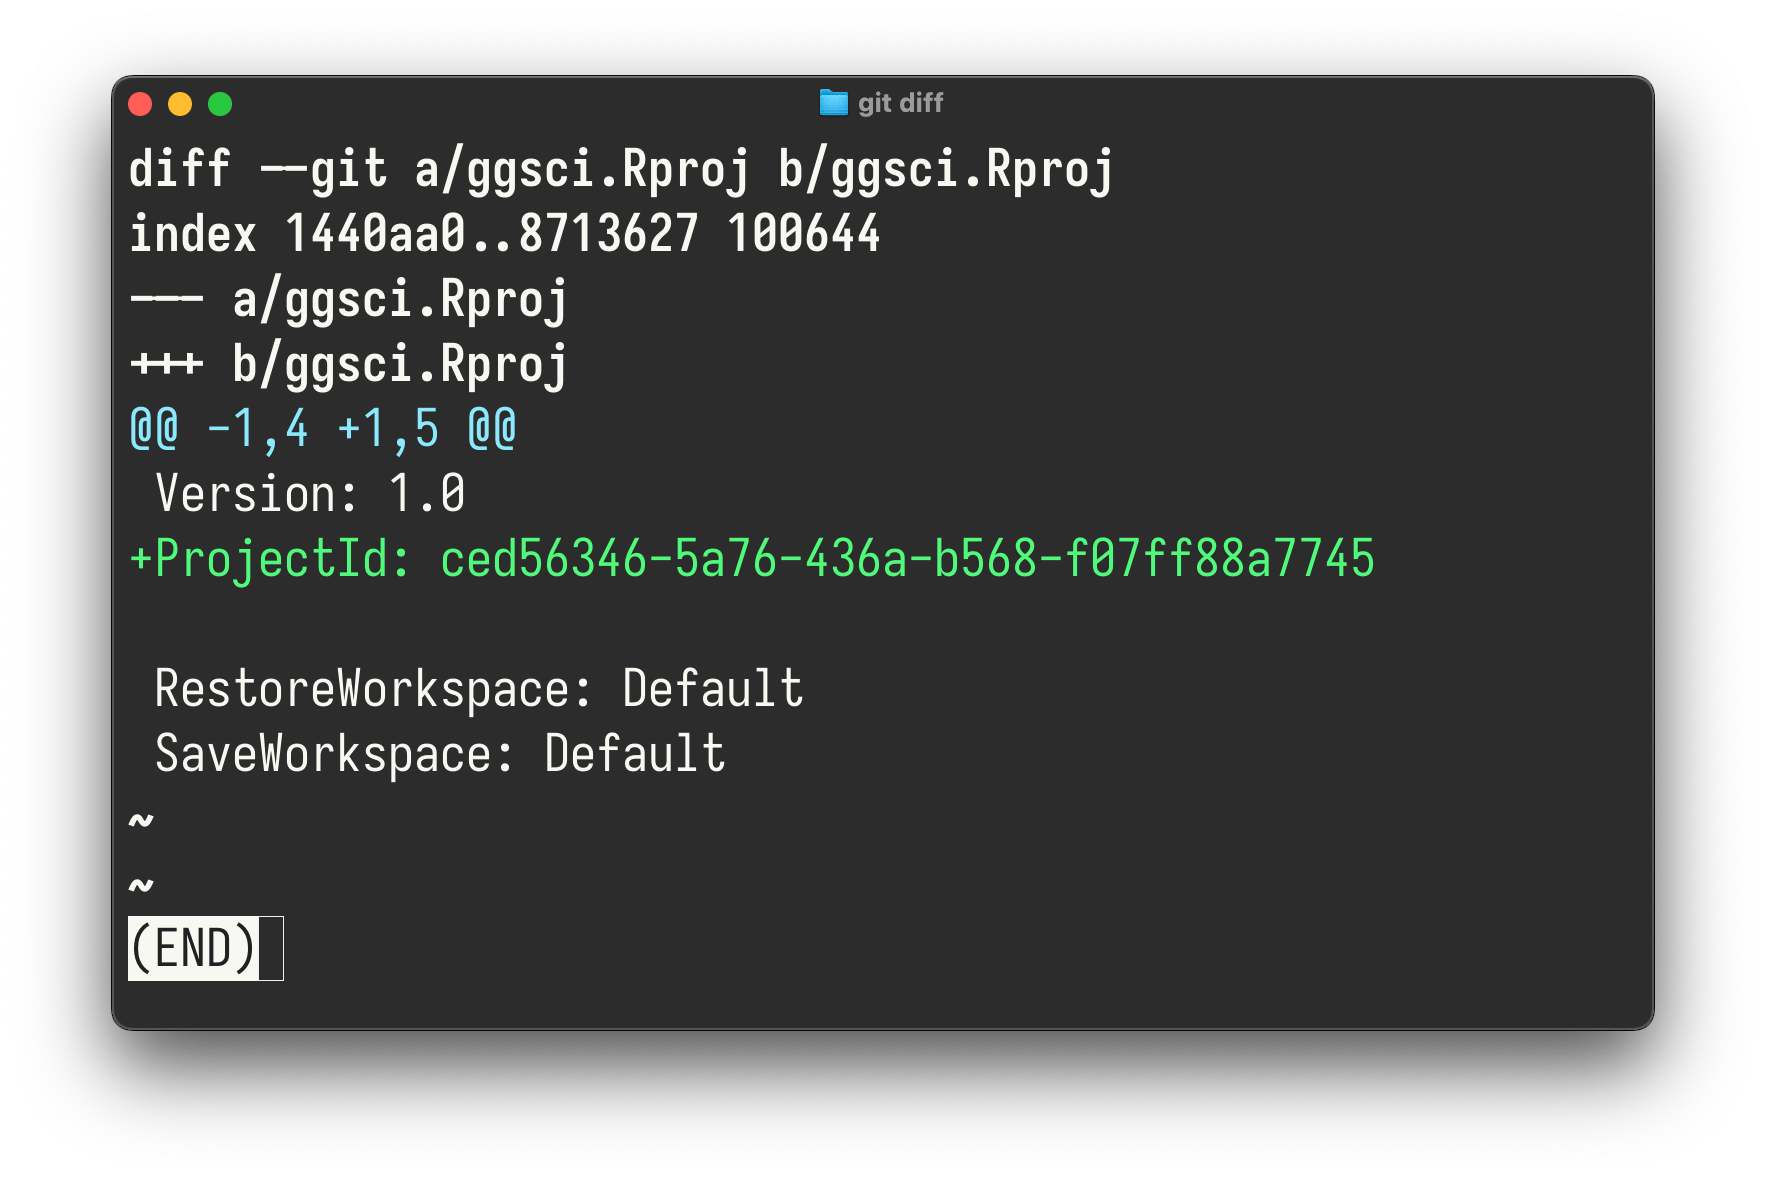 git diff
diff --git a/ggsci.Rproj b/ggsci.Rproj
index 1440aa0..8713627 100644
--- a/ggsci.Rproj
+++ b/ggsci.Rproj
@@ -1,4 +1,5 @@
 Version: 1.0
+ProjectId: ced56346-5a76-436a-b568-f07ff88a7745
 RestoreWorkspace: Default
 SaveWorkspace: Default
~
~
(END)